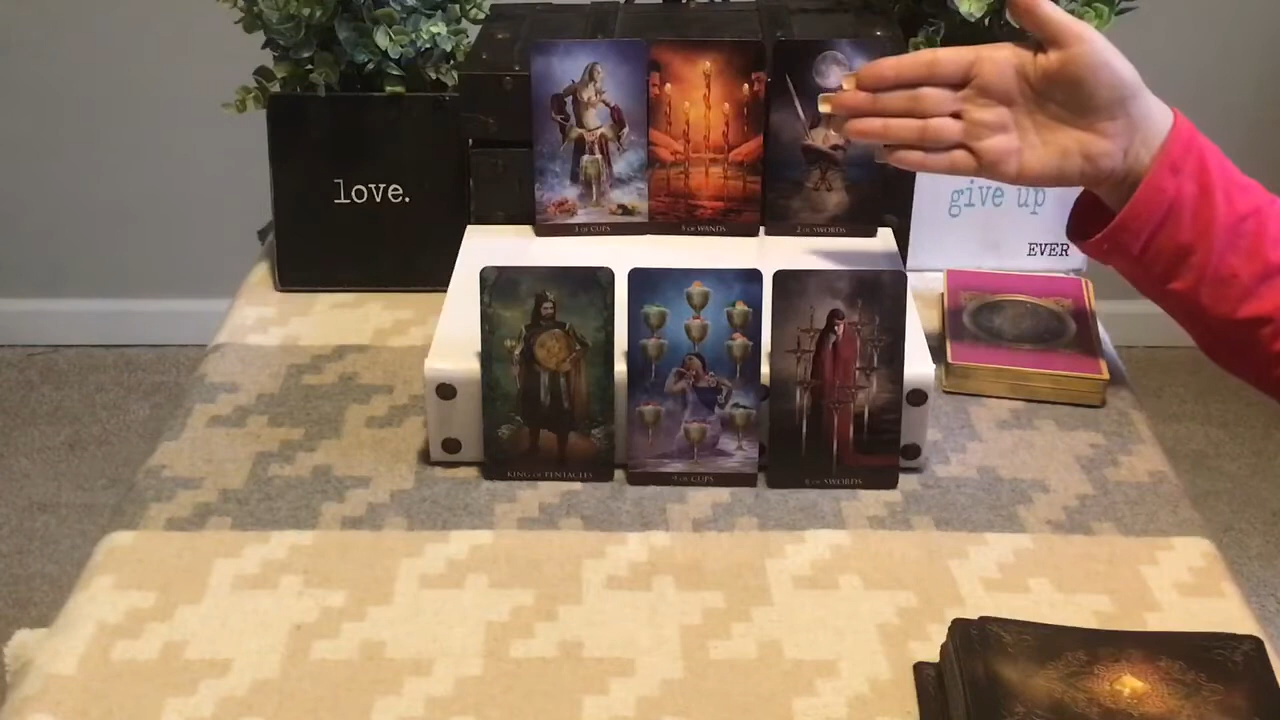 love.
give up
EVER
3 OF CUPS
5 OF WANDS
2 OF SWORDS
KING OF PENTACLES
9 OF CUPS
8 OF SWORDS